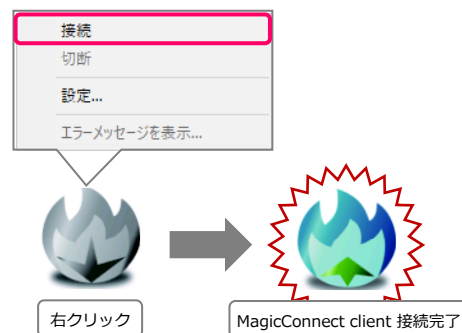 接続
切断
設定...
エラーメッセージを表示...
右クリック
MagicConnect client 接続完了